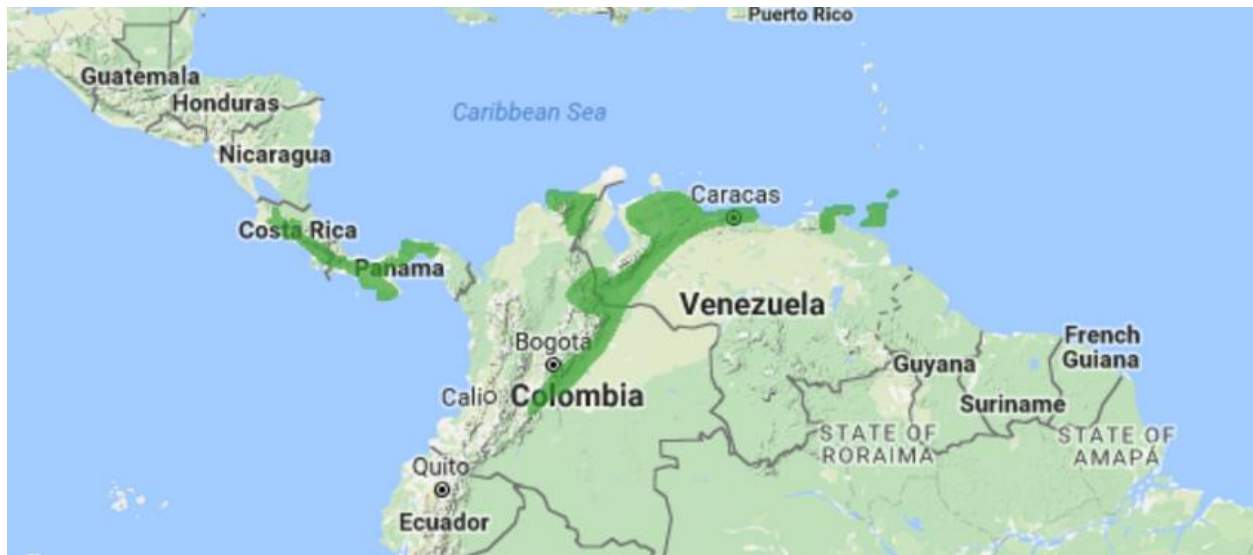 Puerto Rico
Guatemala
Honduras
Caribbean Sea
Nicaragua
Caracas
Costa Rica
Panama
Venezuela
Bogota
Guyana
French
Guiana
Cali
Colombia
Suriname
STATE OF
RORAIMA
STATE OF
AMAPÁ
Quito
Ecuador